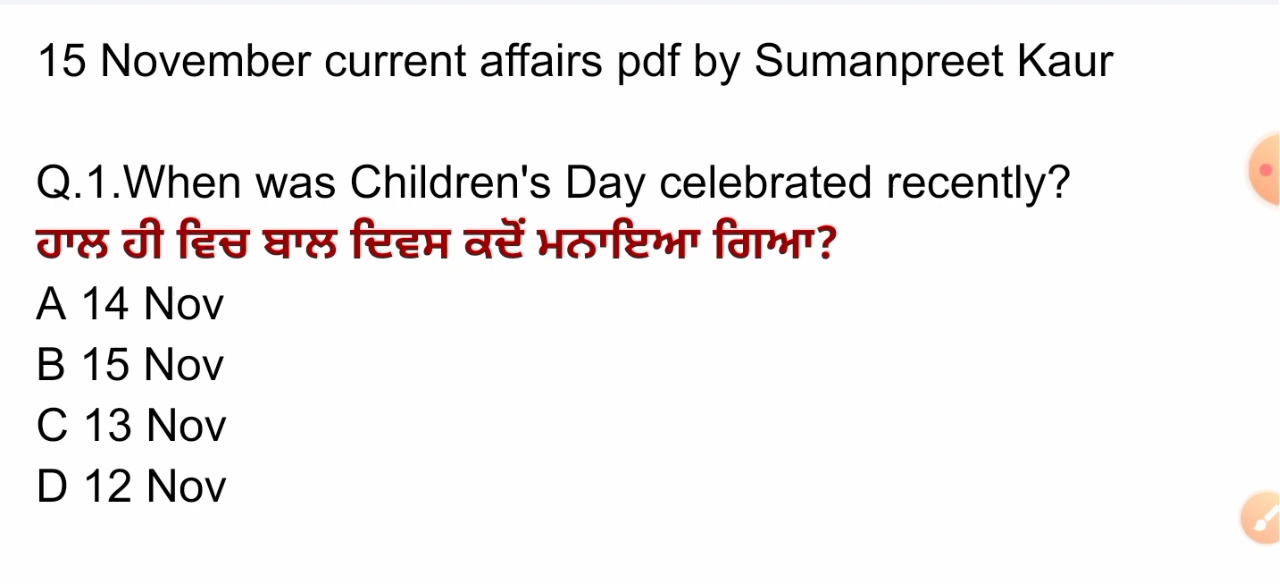 15 November current affairs pdf by Sumanpreet Kaur
Q.1.When was Children's Day celebrated recently?
ਹਾਲ ਹੀ ਵਿਚ ਬਾਲ ਦਿਵਸ ਕਦੋਂ ਮਨਾਇਆ ਗਿਆ?
A 14 Nov
B 15 Nov
C 13 Nov
D 12 Nov